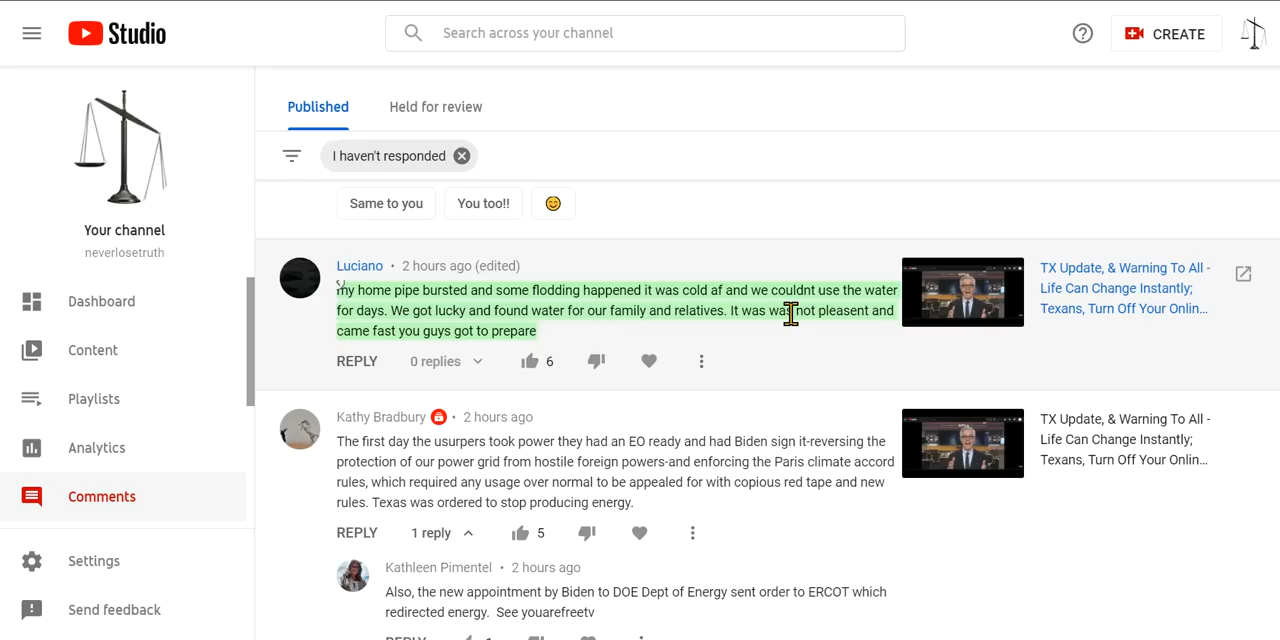 Studio
Search across your channel
CREATE
Published
Held for review
I haven't responded
Same to you
You too!!
Your channel
neverlosetruth
Dashboard
Content
Playlists
Analytics
Comments
Settings
Send feedback
Luciano • 2 hours ago (edited)
my home pipe bursted and some flodding happened it was cold af and we couldnt use the water
for days. We got lucky and found water for our family and relatives. It was was not pleasent and
came fast you guys got to prepare
REPLY 0 replies 6
TX Update, & Warning To All -
Life Can Change Instantly;
Texans, Turn Off Your Onlin...
Kathy Bradbury • 2 hours ago
The first day the usurpers took power they had an EO ready and had Biden sign it-reversing the
protection of our power grid from hostile foreign powers-and enforcing the Paris climate accord
rules, which required any usage over normal to be appealed for with copious red tape and new
rules. Texas was ordered to stop producing energy.
REPLY 1 reply 5
TX Update, & Warning To All -
Life Can Change Instantly;
Texans, Turn Off Your Onlin...
Kathleen Pimentel • 2 hours ago
Also, the new appointment by Biden to DOE Dept of Energy sent order to ERCOT which
redirected energy. See youarefreetv
REPLY